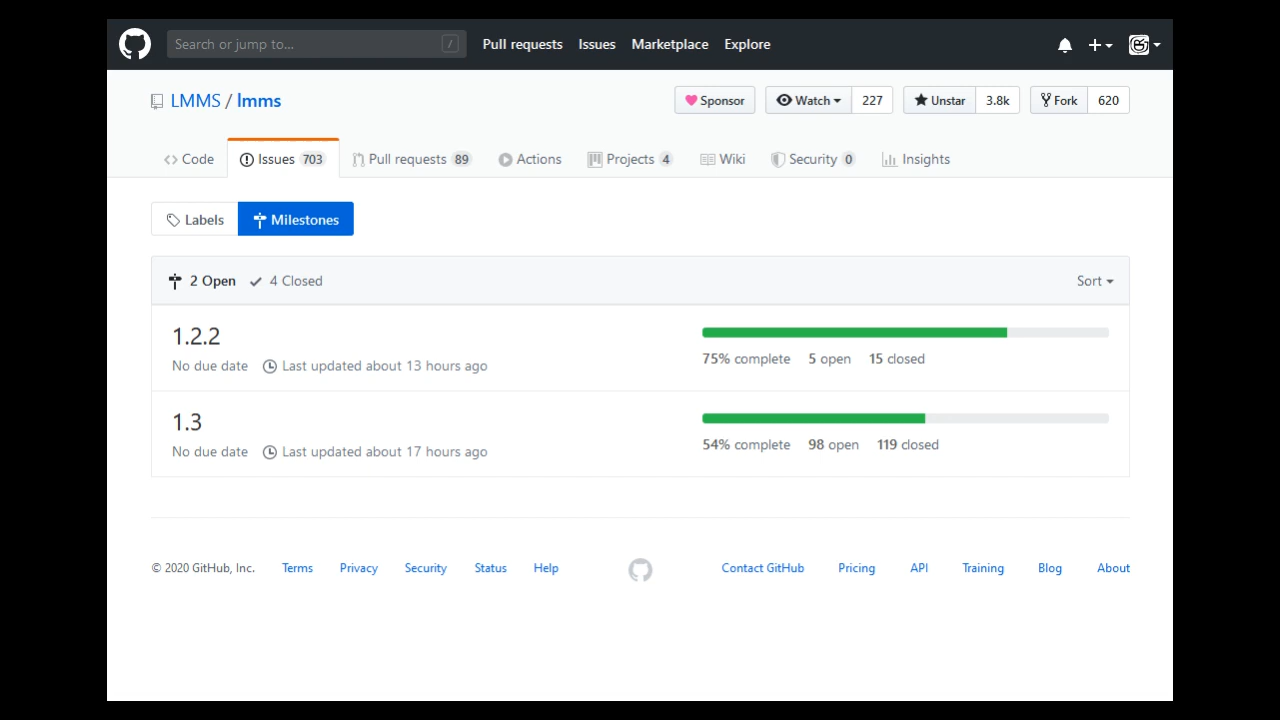 Search or jump to... /
Pull requests Issues Marketplace Explore
LMMS / lmms
Sponsor Watch 227 Unstar 3.8k Fork 620
Code Issues 703 Pull requests 89 Actions Projects 4 Wiki Security 0 Insights
Labels Milestones
2 Open 4 Closed Sort
1.2.2
No due date Last updated about 13 hours ago
75% complete 5 open 15 closed
1.3
No due date Last updated about 17 hours ago
54% complete 98 open 119 closed
© 2020 GitHub, Inc. Terms Privacy Security Status Help Contact GitHub Pricing API Training Blog About